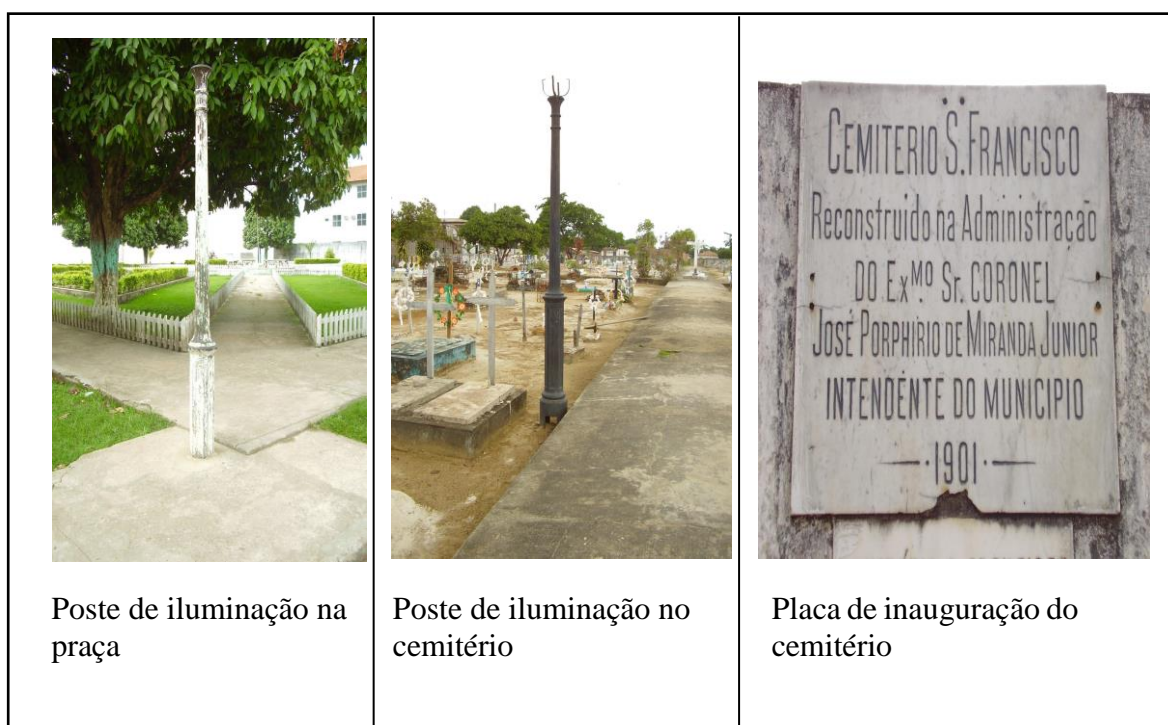 CEMITERIO S. FRANCISCO
Reconstruido na Administração
DO Exᴹº. Sr. CORONEL
JOSÉ PORPHÍRIO DE MIRANDA JUNIOR
INTENDENTE DO MUNICIPIO
1901
Poste de iluminação na
praça
Poste de iluminação no
cemitério
Placa de inauguração do
cemitério